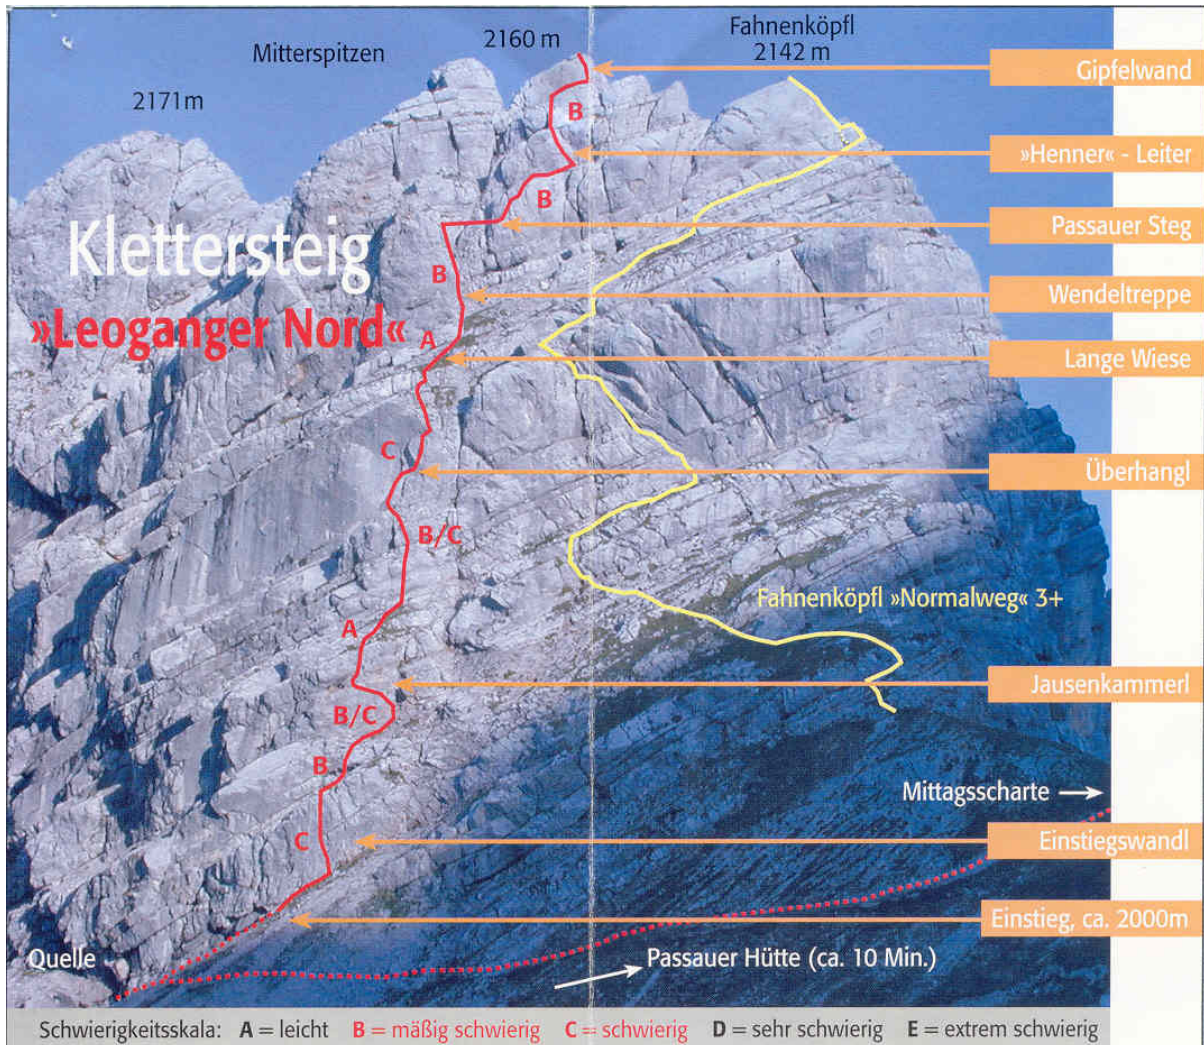 Mitterspitzen
2160 m
Fahnenköpfl
2142 m
2171m
Gipfelwand
»Henner« - Leiter
Passauer Steg
Wendeltreppe
Lange Wiese
Überhangl
Jausenkammerl
Einstiegswandl
Einstieg, ca. 2000m
Klettersteig
»Leoganger Nord«
B
B
B
A
C
B/C
A
B/C
B
C
Fahnenköpfl »Normalweg« 3+
Mittagsscharte
Quelle
Passauer Hütte (ca. 10 Min.)
Schwierigkeitsskala: A = leicht B = mäßig schwierig C = schwierig D = sehr schwierig E = extrem schwierig